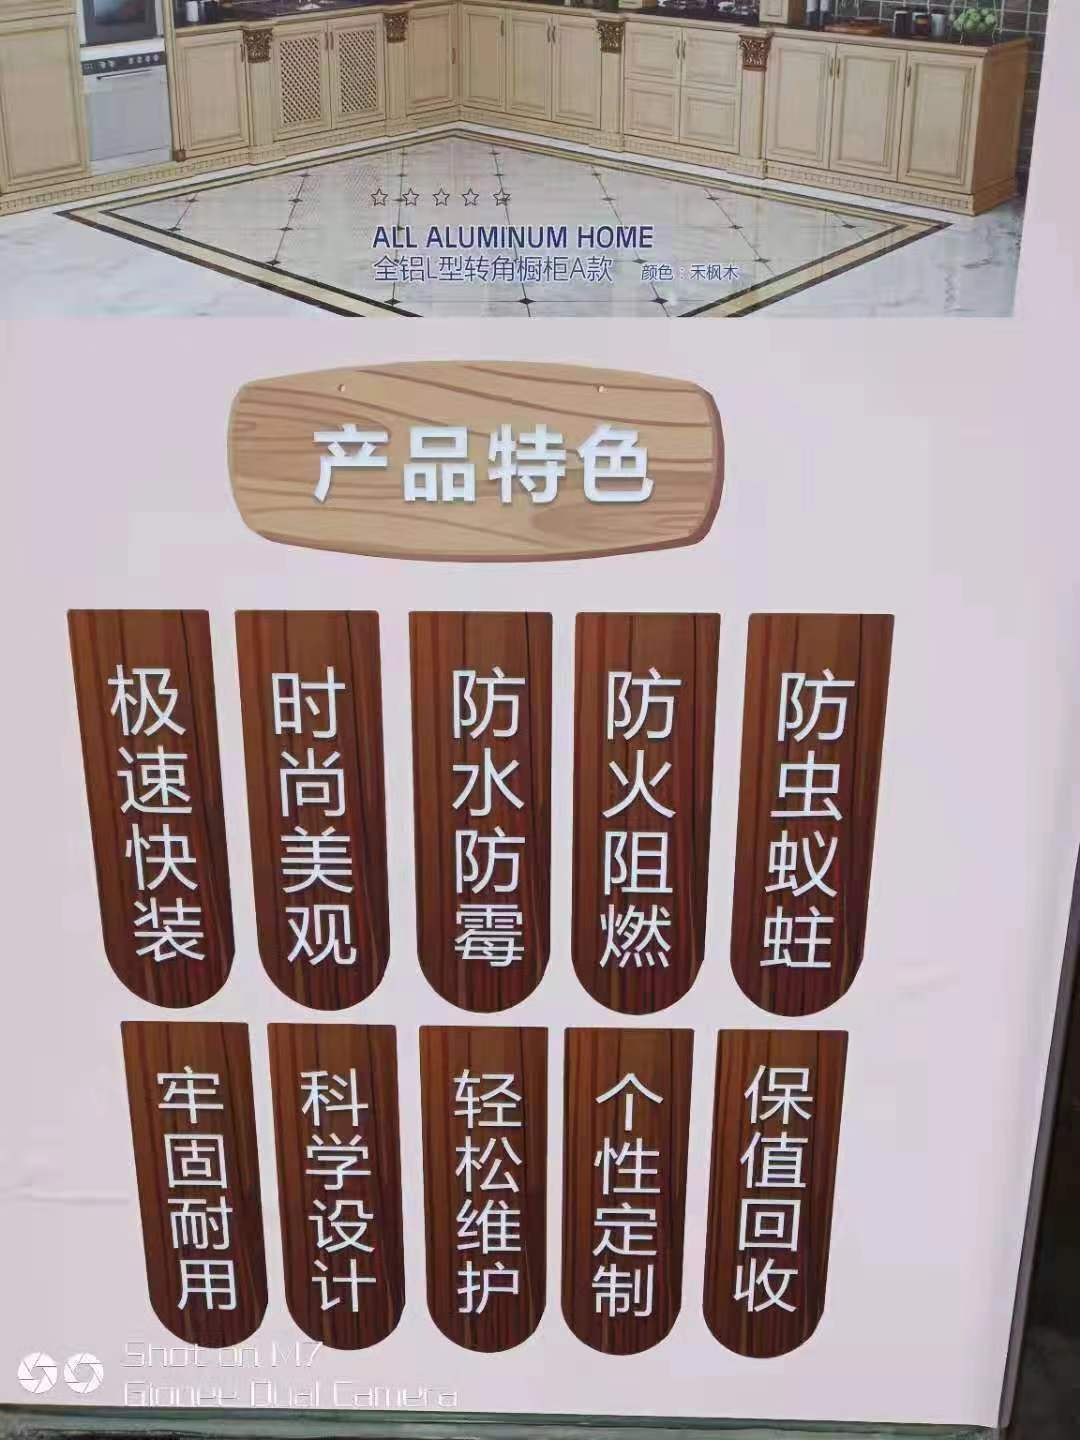 ALL ALUMINUM HOME
全铝L型转角橱柜A款 颜色：禾枫木
产品特色
极速快装
时尚美观
防水防霉
防火阻燃
防虫蚁蛀
牢固耐用
科学设计
轻松维护
个性定制
保值回收
Shot on M7
Gionee Dual Camera